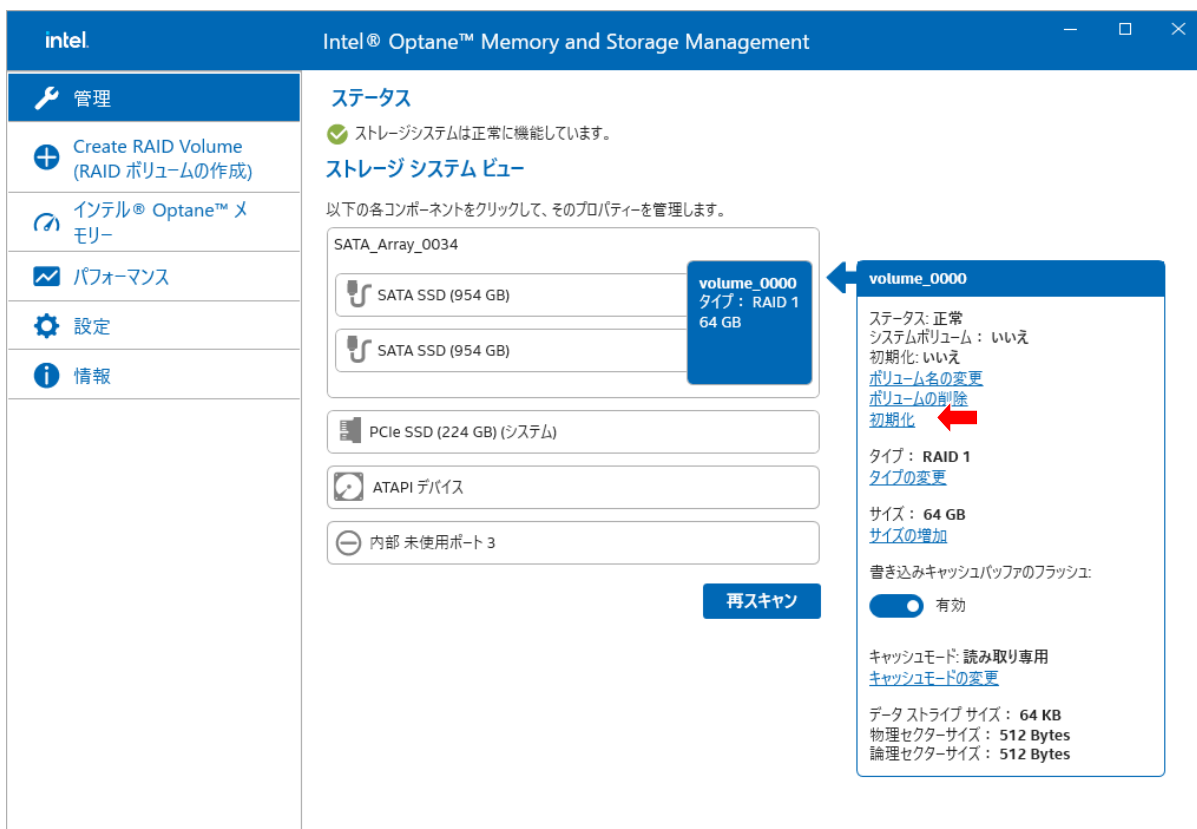 intel.
Intel® Optane™ Memory and Storage Management
管理
Create RAID Volume
(RAID ボリュームの作成)
インテル® Optane™ メ
モリー
パフォーマンス
設定
情報
ステータス
ストレージシステムは正常に機能しています。
ストレージ システム ビュー
以下の各コンポーネントをクリックして、そのプロパティーを管理します。
SATA_Array_0034
SATA SSD (954 GB)
SATA SSD (954 GB)
volume_0000
タイプ： RAID 1
64 GB
PCIe SSD (224 GB) (システム)
ATAPI デバイス
内部 未使用ポート 3
再スキャン
volume_0000
ステータス: 正常
システムボリューム： いいえ
初期化: いいえ
ボリューム名の変更
ボリュームの削除
初期化
タイプ： RAID 1
タイプの変更
サイズ： 64 GB
サイズの増加
書き込みキャッシュバッファのフラッシュ:
有効
キャッシュモード: 読み取り専用
キャッシュモードの変更
データ ストライプ サイズ： 64 KB
物理セクターサイズ： 512 Bytes
論理セクターサイズ： 512 Bytes